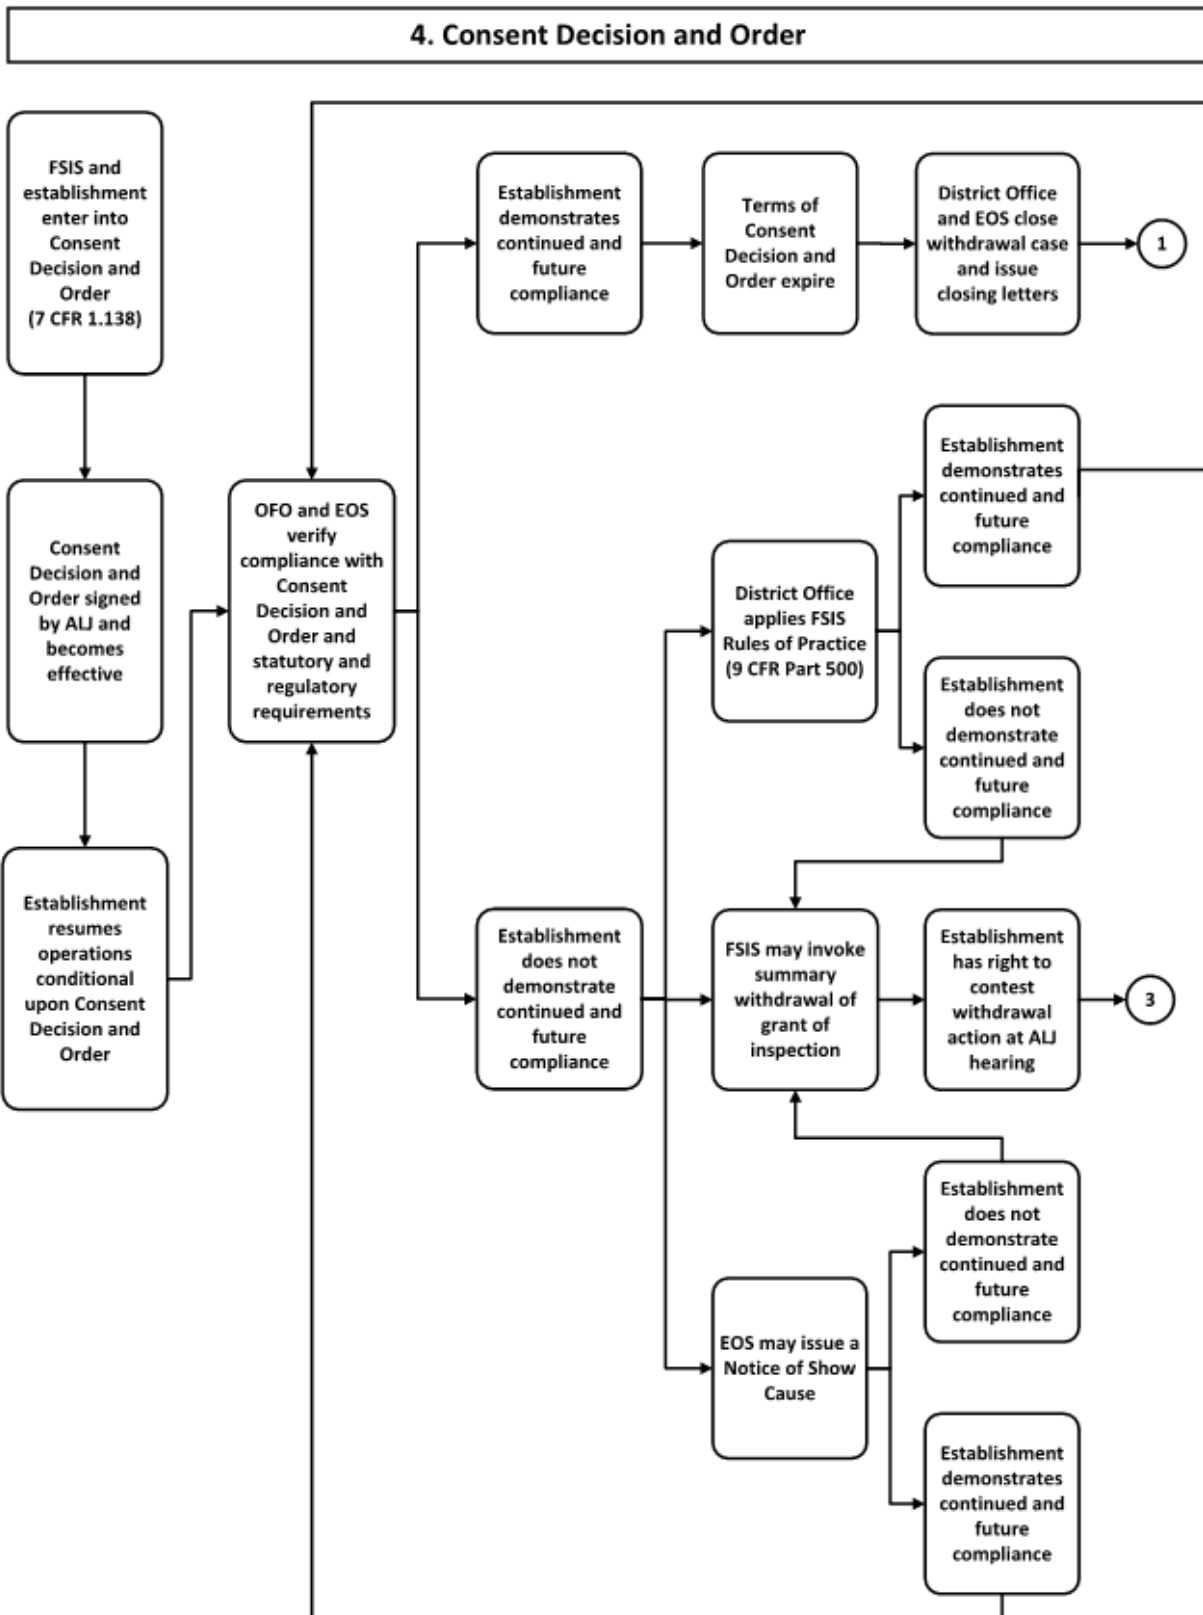 4. Consent Decision and Order
FSIS and
establishment
enter into
Consent
Decision and
Order
(7 CFR 1.138)
Consent
Decision and
Order signed
by ALJ and
becomes
effective
Establishment
resumes
operations
conditional
upon Consent
Decision and
Order
OFO and EOS
verify
compliance with
Consent
Decision and
Order and
statutory and
regulatory
requirements
Establishment
demonstrates
continued and
future
compliance
Terms of
Consent
Decision and
Order expire
District Office
and EOS close
withdrawal case
and issue
closing letters
1
Establishment
does not
demonstrate
continued and
future
compliance
District Office
applies FSIS
Rules of Practice
(9 CFR Part 500)
Establishment
demonstrates
continued and
future
compliance
Establishment
does not
demonstrate
continued and
future
compliance
FSIS may invoke
summary
withdrawal of
grant of
inspection
Establishment
has right to
contest
withdrawal
action at ALJ
hearing
3
EOS may issue a
Notice of Show
Cause
Establishment
does not
demonstrate
continued and
future
compliance
Establishment
demonstrates
continued and
future
compliance